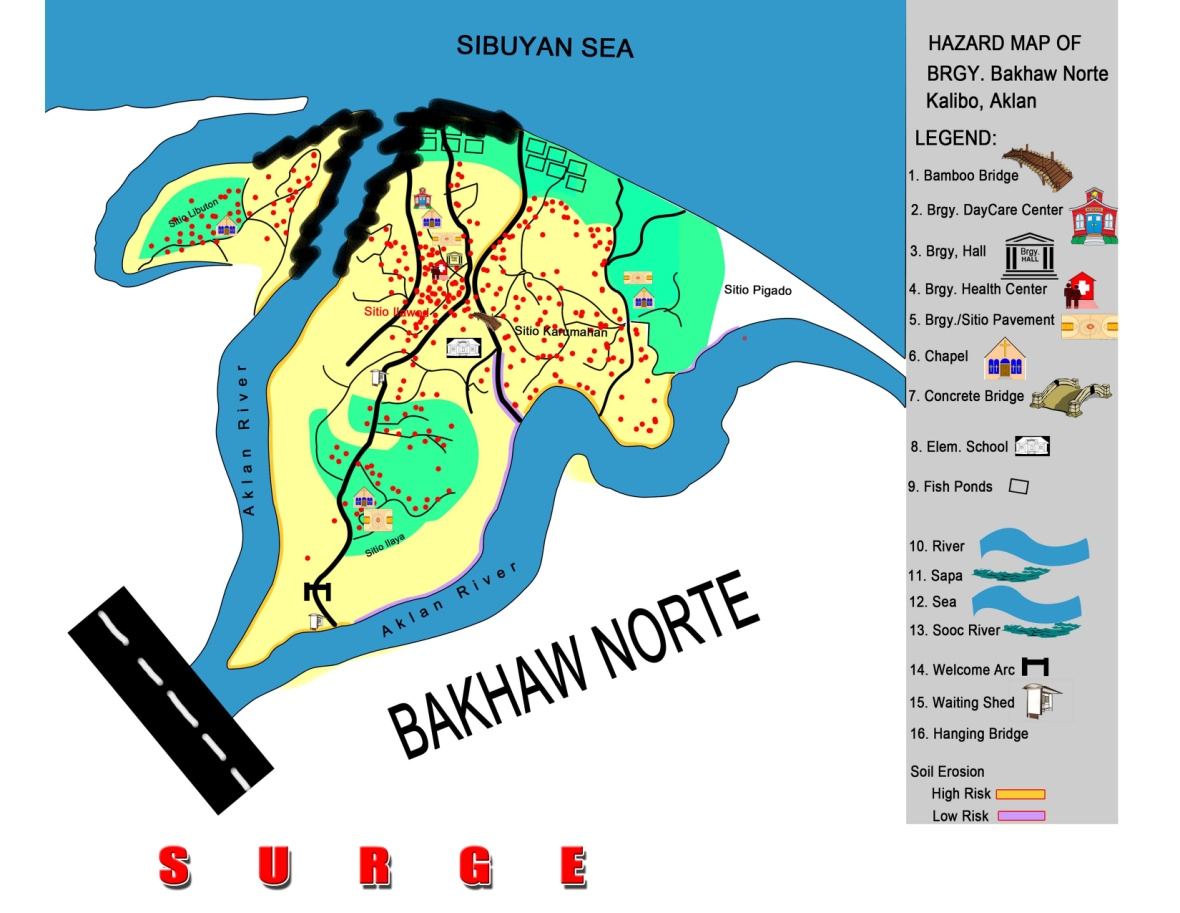 SIBUYAN SEA
HAZARD MAP OF
BRGY. Bakhaw Norte
Kalibo, Aklan
LEGEND:
1. Bamboo Bridge
2. Brgy. DayCare Center
3. Brgy, Hall
Brgy.
HALL
4. Brgy. Health Center
5. Brgy./Sitio Pavement
6. Chapel
7. Concrete Bridge
8. Elem. School
9. Fish Ponds
10. River
11. Sapa
12. Sea
13. Sooc River
14. Welcome Arc
15. Waiting Shed
16. Hanging Bridge
Soil Erosion
High Risk
Low Risk
Sitio Libuton
Sitio Pigado
Sitio
Sitio Karumanan
Aklan River
Sitio Ilaya
Aklan River
BAKHAW NORTE
SURGE